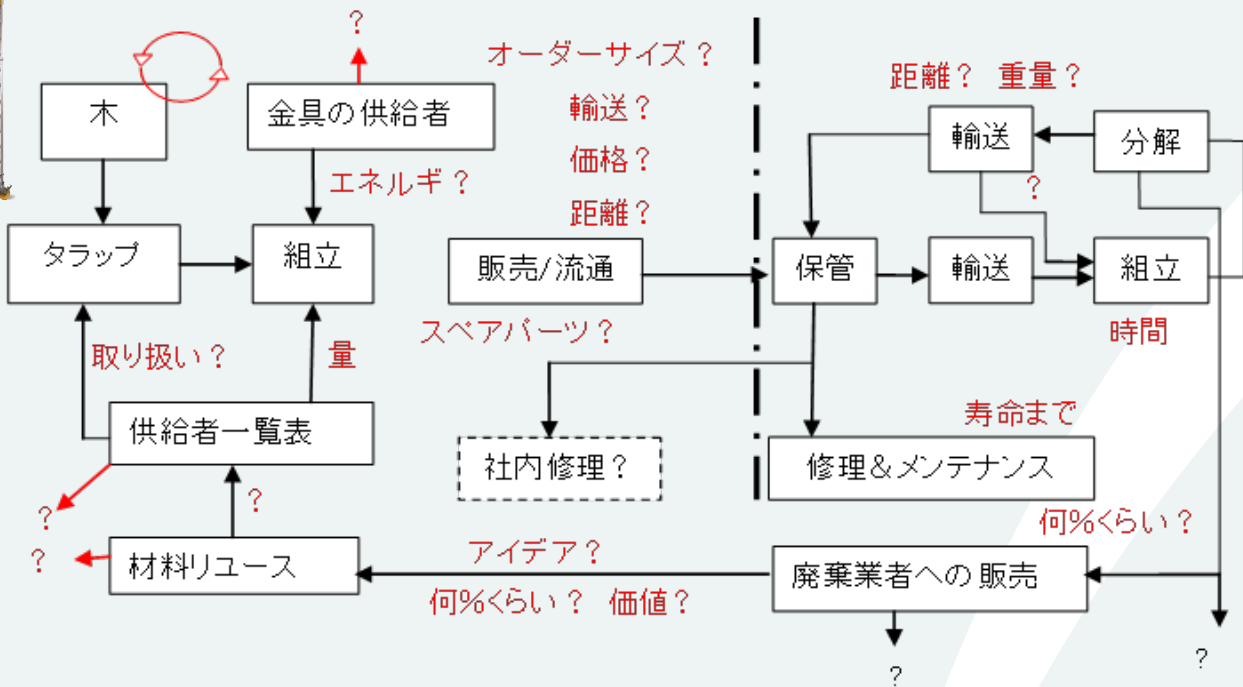 ?
オーダーサイズ?
距離? 重量?
木
金具の供給者
輸送?
輸送
分解
価格?
エネルギ?
?
距離?
タラップ
組立
販売/流通
保管
輸送
組立
スペアパーツ?
時間
取り扱い?
量
寿命まで
供給者一覧表
社内修理?
修理&メンテナンス
?
?
何%くらい?
?
材料リユース
アイデア?
廃棄業者への販売
何%くらい? 価値?
?
?